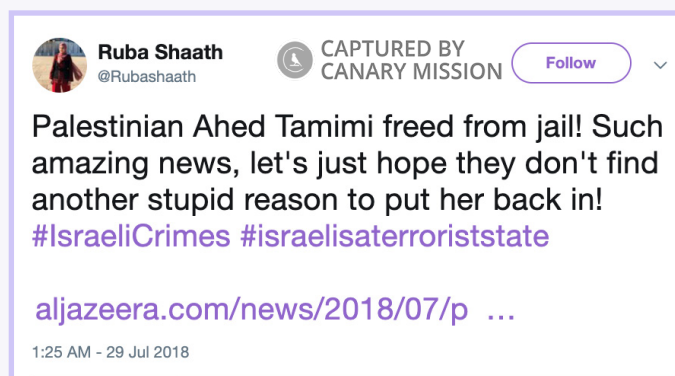 Ruba Shaath
@Rubashaath
CAPTURED BY
CANARY MISSION
Follow
Palestinian Ahed Tamimi freed from jail! Such
amazing news, let's just hope they don't find
another stupid reason to put her back in!
#IsraeliCrimes #israelisaterroriststate
aljazeera.com/news/2018/07/p ...
1:25 AM - 29 Jul 2018